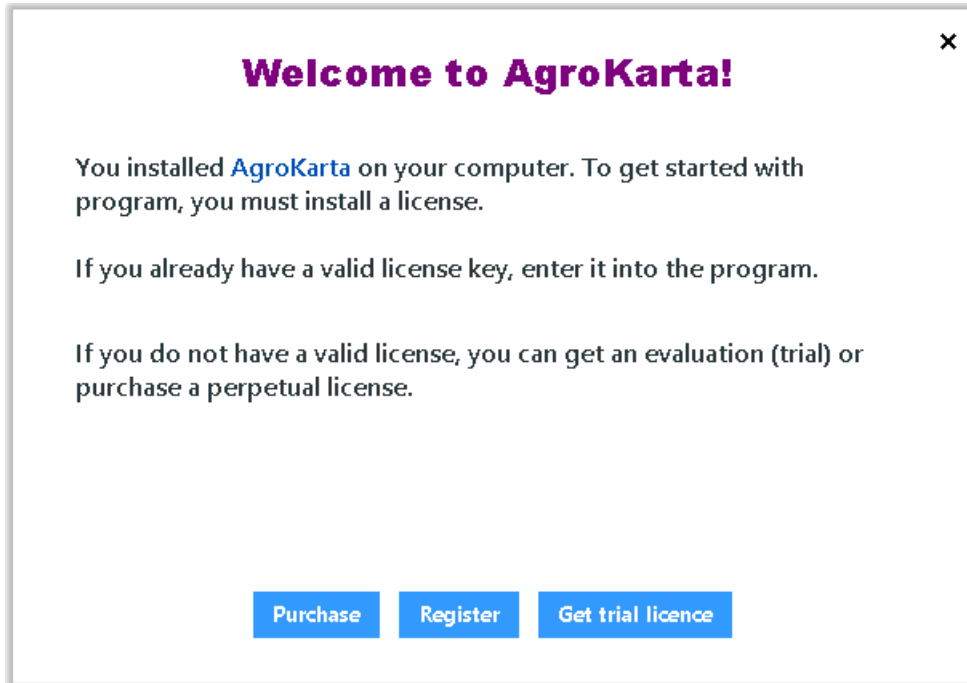 Welcome to AgroKarta!
You installed AgroKarta on your computer. To get started with
program, you must install a license.
If you already have a valid license key, enter it into the program.
If you do not have a valid license, you can get an evaluation (trial) or
purchase a perpetual license.
Purchase Register Get trial licence